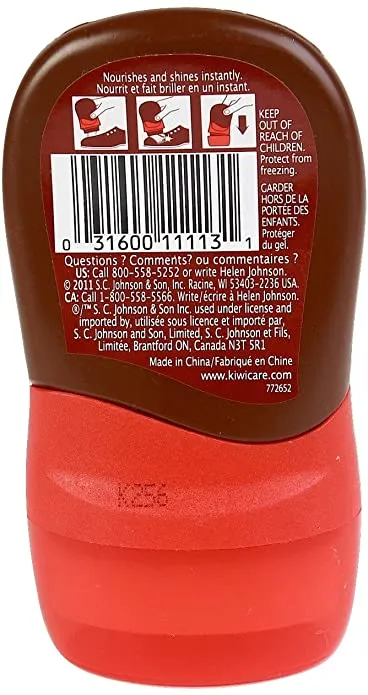 Nourishes and shines instantly.
Nourrit et fait briller en un instant.
KEEP
OUT OF
REACH OF
CHILDREN.
Protect from
freezing.
GARDER
HORS DE LA
PORTÉE DES
ENFANTS.
Protéger
du gel.
0 31600 11113 1
Questions ? Comments? ou commentaires ?
US: Call 800-558-5252 or write Helen Johnson.
© 2011 S.C. Johnson & Son Inc. Racine, WI 53403-2236 USA.
CA: Call 1-800-558-5566. Write/écrire à Helen Johnson.
®/™ S. C. Johnson & Son Inc. used under license and
imported by, utilisée sous licence et importé par,
S. C. Johnson and Son, Limited, S. C. Johnson et Fils,
Limitée, Brantford ON, Canada N3T 5R1
Made in China/Fabriqué en Chine
www.kiwicare.com
772652
K256